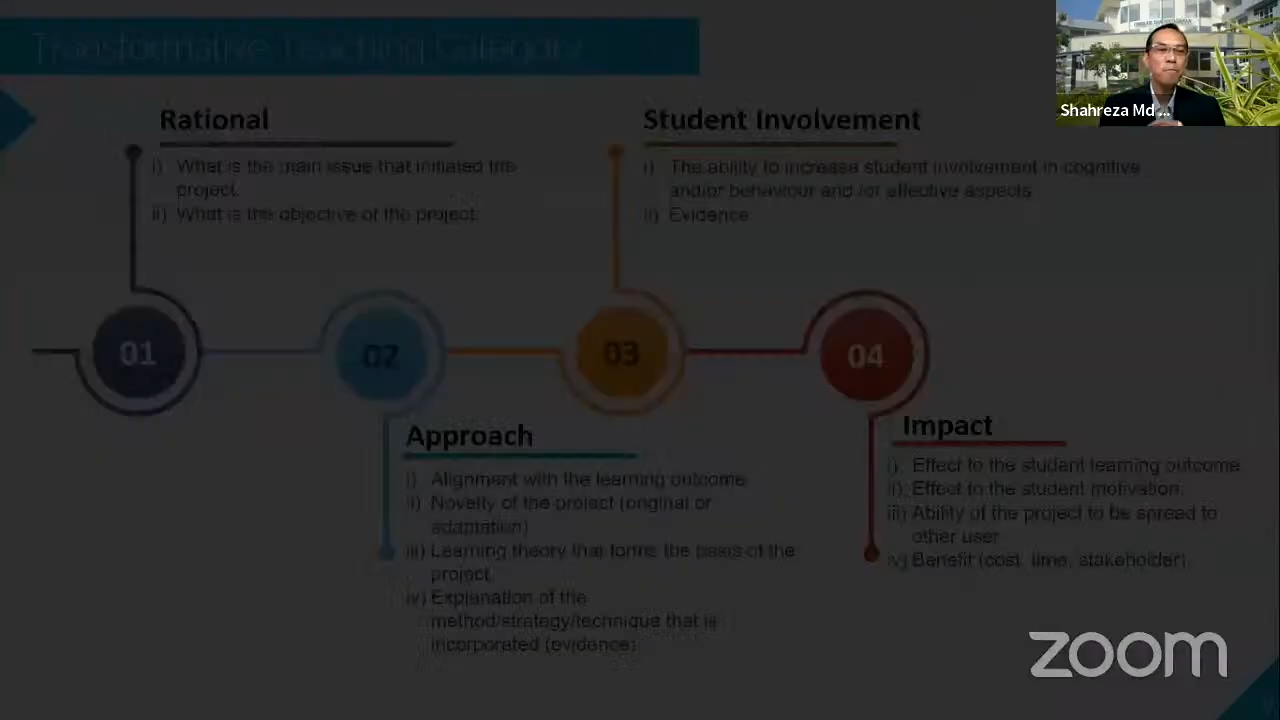 Transformative Teaching Category
Shahreza Md ...
Rational
i) What is the main issue that initiated the
project.
ii) What is the objective of the project.
Student Involvement
i) The ability to increase student involvement in cognitive
and/or behaviour and /or effective aspects
ii) Evidence
01
02
03
04
Approach
i) Alignment with the learning outcome
ii) Novelty of the project (original or
adaptation)
iii) Learning theory that forms the basis of the
project.
iv) Explanation of the
method/strategy/technique that is
incorporated (evidence)
Impact
i) Effect to the student learning outcome.
ii) Effect to the student motivation.
iii) Ability of the project to be spread to
other user
iv) Benefit (cost, time, stakeholder).
zoom